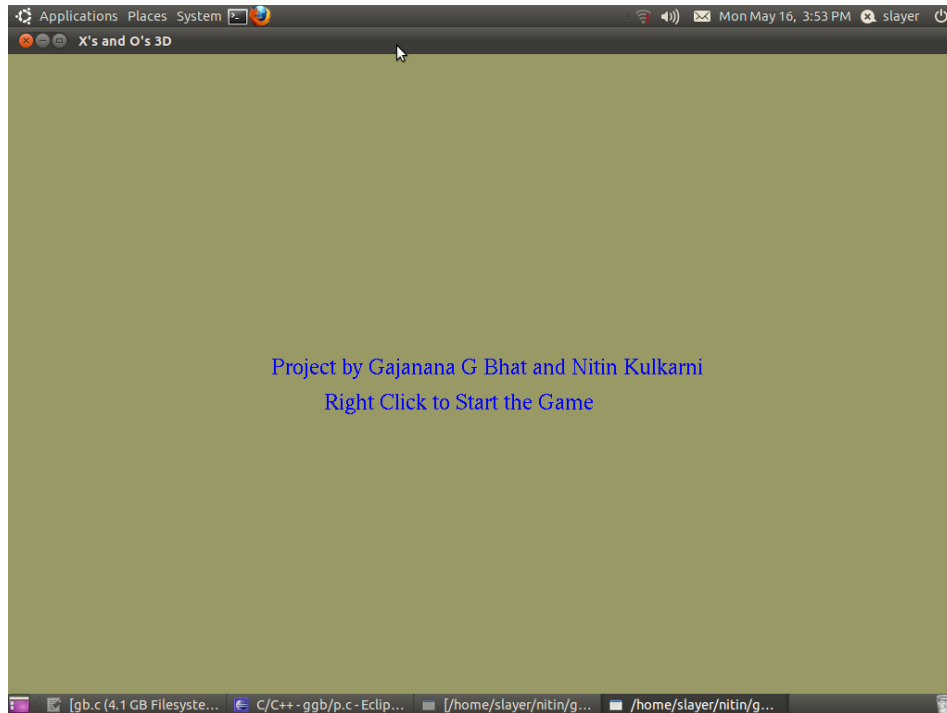 Applications Places System Mon May 16, 3:53 PM slayer
X's and O's 3D
Project by Gajanana G Bhat and Nitin Kulkarni
Right Click to Start the Game
[gb.c (4.1 GB Filesyste... C/C++ - ggb/p.c - Eclip... [/home/slayer/nitin/g... /home/slayer/nitin/g...